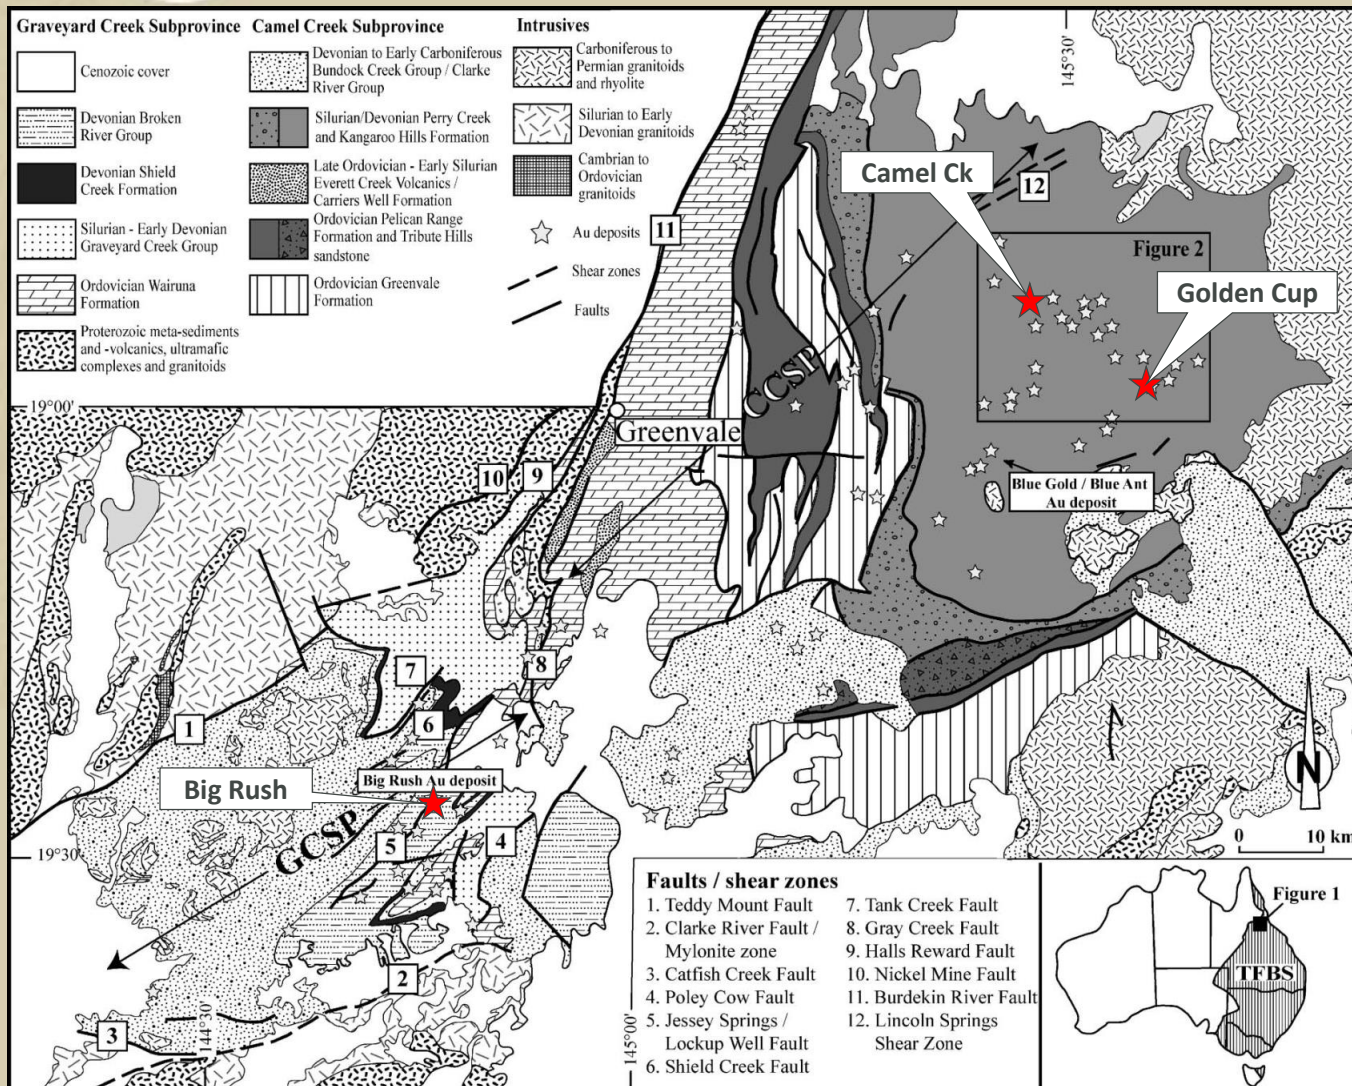 Graveyard Creek Subprovince
Cenozoic cover
Devonian Broken
River Group
Devonian Shield
Creek Formation
Silurian - Early Devonian
Graveyard Creek Group
Ordovician Wairuna
Formation
Proterozoic meta-sediments
and -volcanics, ultramafic
complexes and granitoids
Camel Creek Subprovince
Devonian to Early Carboniferous
Bundock Creek Group / Clarke
River Group
Silurian/Devonian Perry Creek
and Kangaroo Hills Formation
Late Ordovician - Early Silurian
Everett Creek Volcanics /
Carriers Well Formation
Ordovician Pelican Range
Formation and Tribute Hills
sandstone
Ordovician Greenvale
Formation
Intrusives
Carboniferous to
Permian granitoids
and rhyolite
Silurian to Early
Devonian granitoids
Cambrian to
Ordovician
granitoids
Au deposits
Shear zones
Faults
145°30'
Camel Ck
12
11
Figure 2
Golden Cup
CCSP
19°00'
Greenvale
10
9
Blue Gold / Blue Ant
Au deposit
8
7
6
1
Big Rush Au deposit
Big Rush
GCSP
5
4
N
0 10 km
19°30'
2
3
144°30'
145°00'
Faults / shear zones
1. Teddy Mount Fault
2. Clarke River Fault /
Mylonite zone
3. Catfish Creek Fault
4. Poley Cow Fault
5. Jessey Springs /
Lockup Well Fault
6. Shield Creek Fault
7. Tank Creek Fault
8. Gray Creek Fault
9. Halls Reward Fault
10. Nickel Mine Fault
11. Burdekin River Fault
12. Lincoln Springs
Shear Zone
Figure 1
TFBS